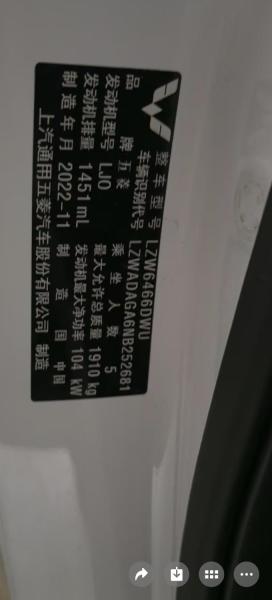 整车型号 LZW6466DWU
车辆识别代号 LZWADAGA6NB252681
品牌 五菱 乘坐人数 5
发动机型号 LJO 最大允许总质量 1910 kg
发动机排量 1451 mL 发动机最大净功率 104 kW
制造年月 2022-11 制造国 中国
上汽通用五菱汽车股份有限公司 制造